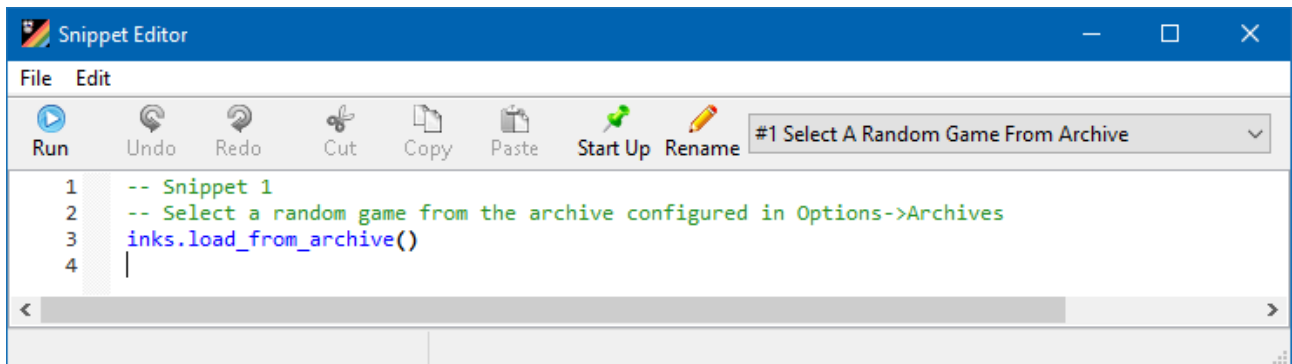 Snippet Editor
File Edit
Run Undo Redo Cut Copy Paste Start Up Rename #1 Select A Random Game From Archive
1 -- Snippet 1
2 -- Select a random game from the archive configured in Options->Archives
3 inks.load_from_archive()
4